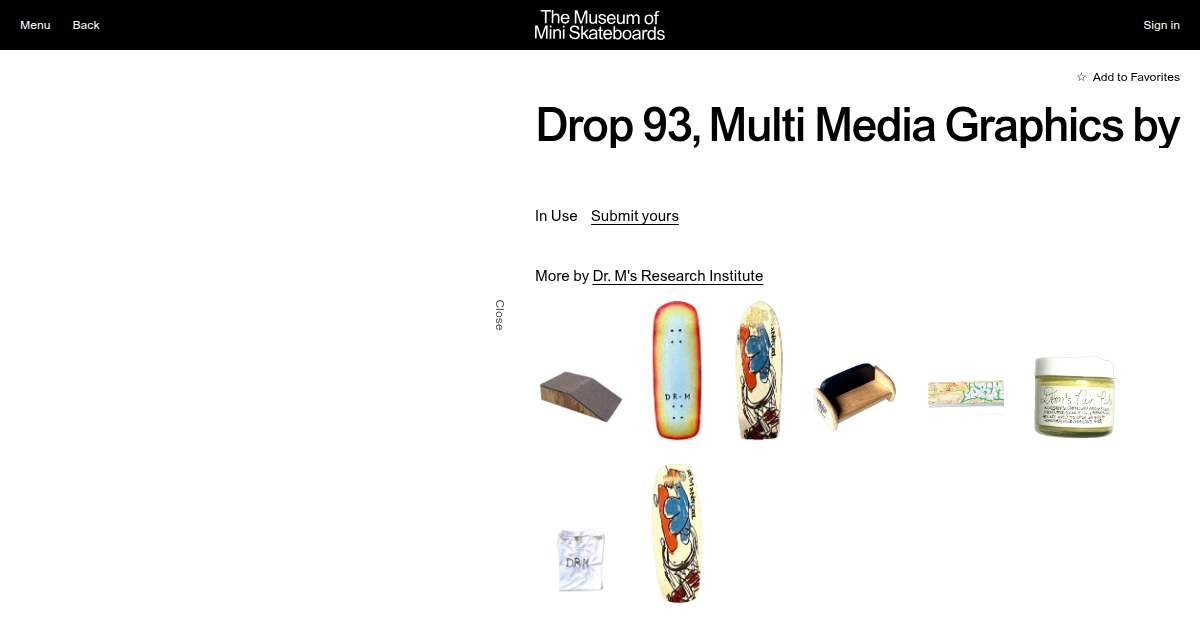 Menu
Back
The Museum of
Mini Skateboards
Sign in
☆ Add to Favorites
Drop 93, Multi Media Graphics by
In Use
Submit yours
More by Dr. M's Research Institute
Close
DR-M
DRM